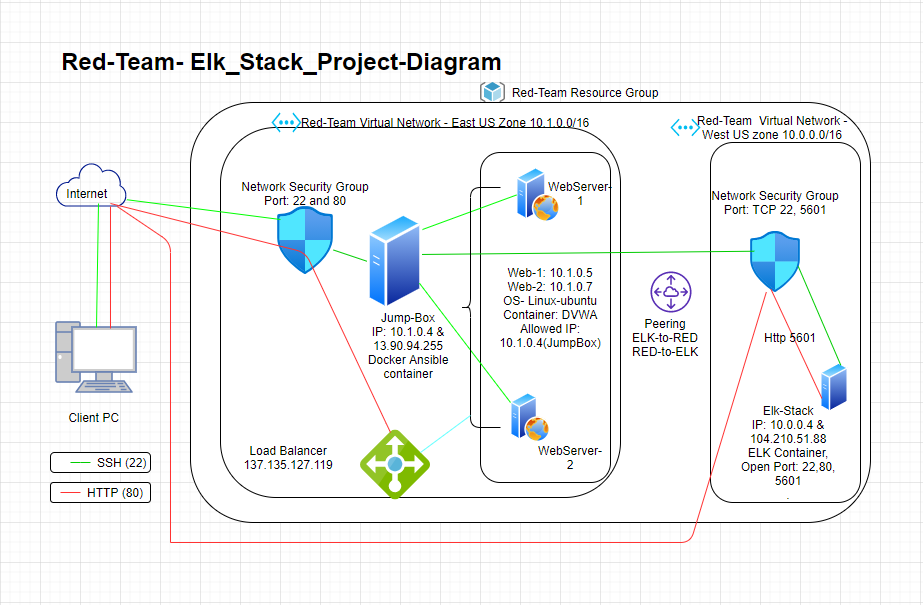 Red-Team- Elk_Stack_Project-Diagram
Red-Team Resource Group
Red-Team Virtual Network - East US Zone 10.1.0.0/16
Red-Team Virtual Network -
West US zone 10.0.0.0/16
Internet
Network Security Group
Port: 22 and 80
WebServer-
1
Network Security Group
Port: TCP 22, 5601
Web-1: 10.1.0.5
Web-2: 10.1.0.7
OS- Linux-ubuntu
Container: DVWA
Allowed IP:
10.1.0.4(JumpBox)
Jump-Box
IP: 10.1.0.4 &
13.90.94.255
Docker Ansible
container
Peering
ELK-to-RED
RED-to-ELK
Http 5601
Client PC
Elk-Stack
IP: 10.0.0.4 &
104.210.51.88
ELK Container,
Open Port: 22,80,
5601
.
Load Balancer
137.135.127.119
WebServer-
2
SSH (22)
HTTP (80)